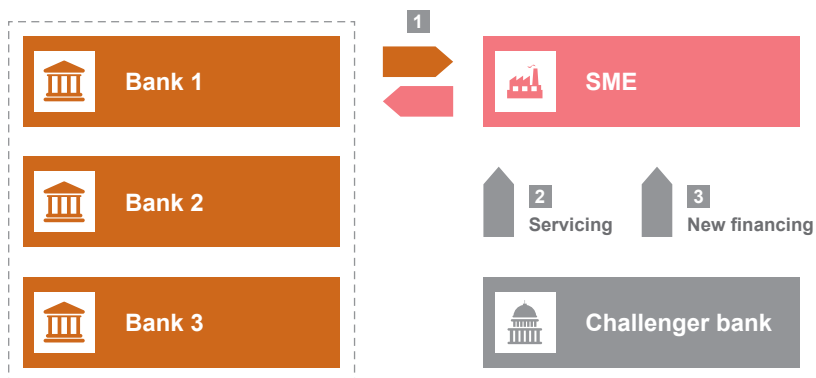 1
Bank 1
SME
Bank 2
2
Servicing
3
New financing
Bank 3
Challenger bank